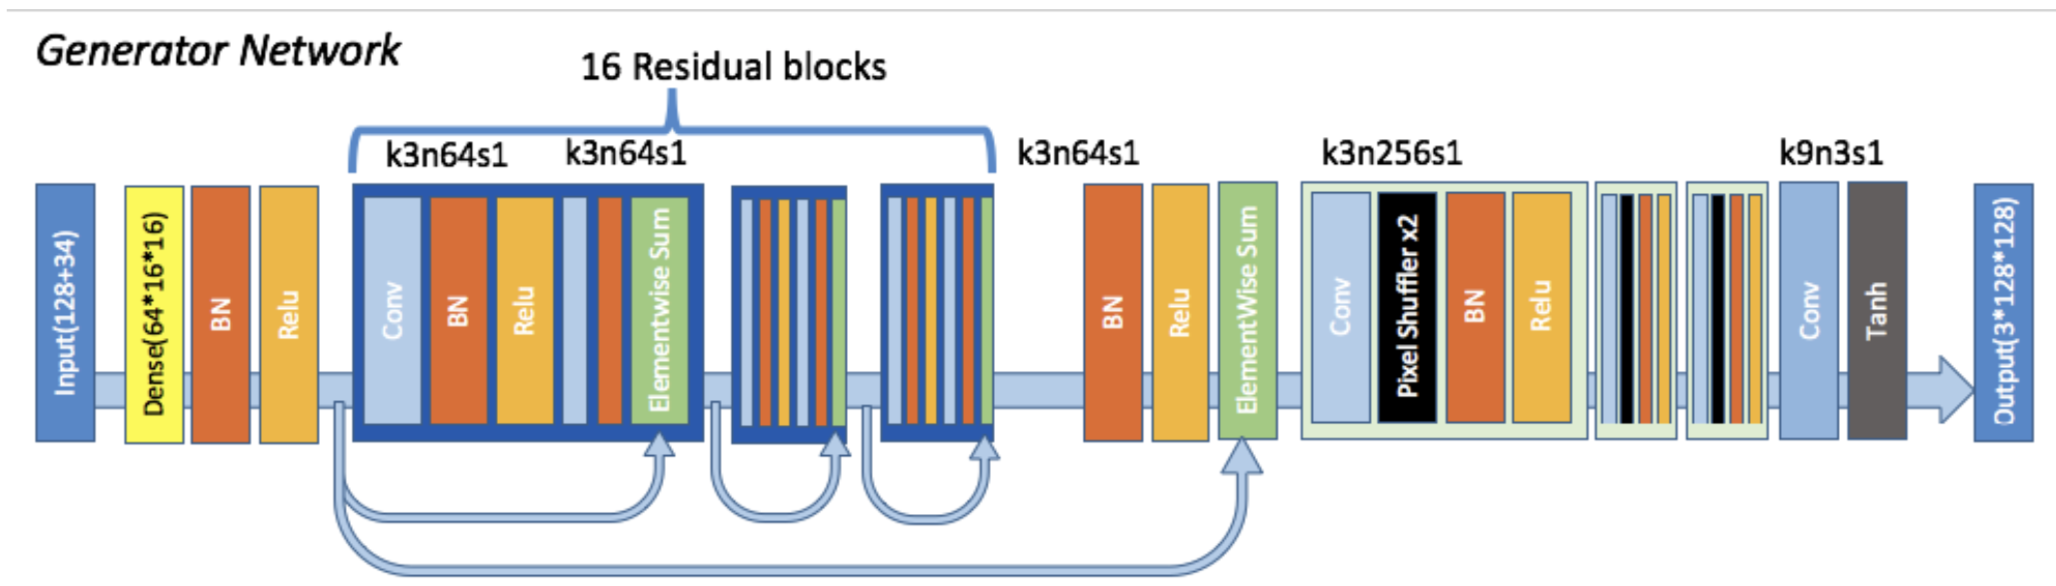 Generator Network
16 Residual blocks
k3n64s1
k3n64s1
k3n64s1
k3n256s1
k9n3s1
Input(128+34)
Dense(64*16*16)
BN
Relu
Conv
BN
Relu
Elementwise Sum
BN
Relu
ElementWise Sum
Conv
Pixel Shuffler x2
BN
Relu
Conv
Tanh
Output(3*128*128)